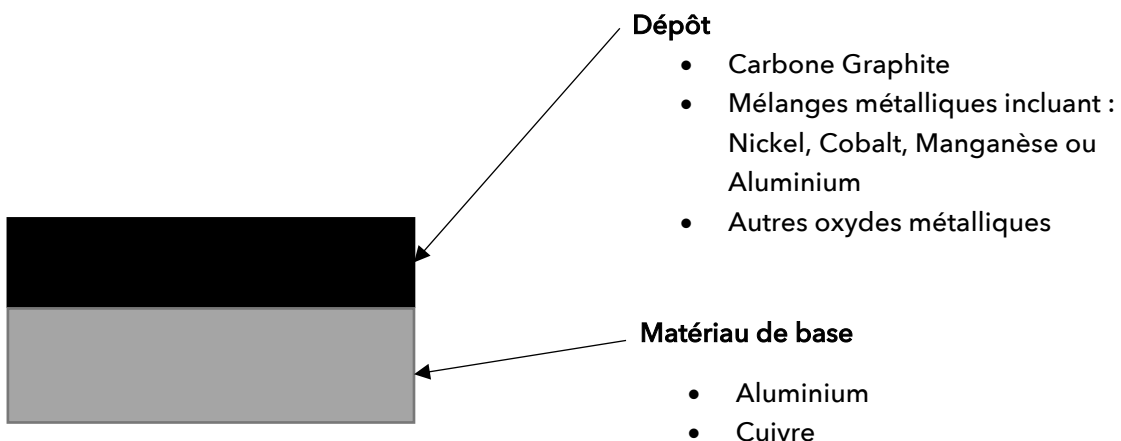 Dépôt
• Carbone Graphite
• Mélanges métalliques incluant :
Nickel, Cobalt, Manganèse ou
Aluminium
• Autres oxydes métalliques
Matériau de base
• Aluminium
• Cuivre